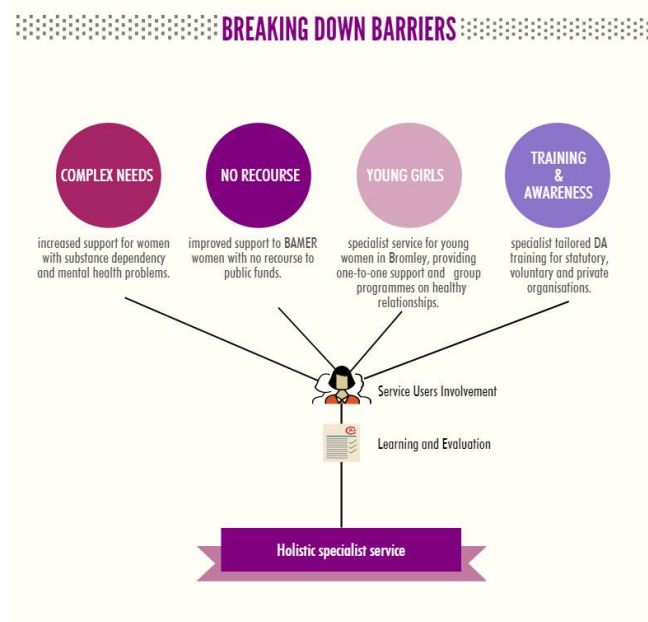 BREAKING DOWN BARRIERS
COMPLEX NEEDS
increased support for women
with substance dependency
and mental health problems.
NO RECOURSE
improved support to BAMER
women with no recourse to
public funds.
YOUNG GIRLS
specialist service for young
women in Bromley, providing
one-to-one support and group
programmes on healthy
relationships.
TRAINING
&
AWARENESS
specialist tailored DA
training for statutory,
voluntary and private
organisations.
Service Users Involvement
Learning and Evaluation
Holistic specialist service